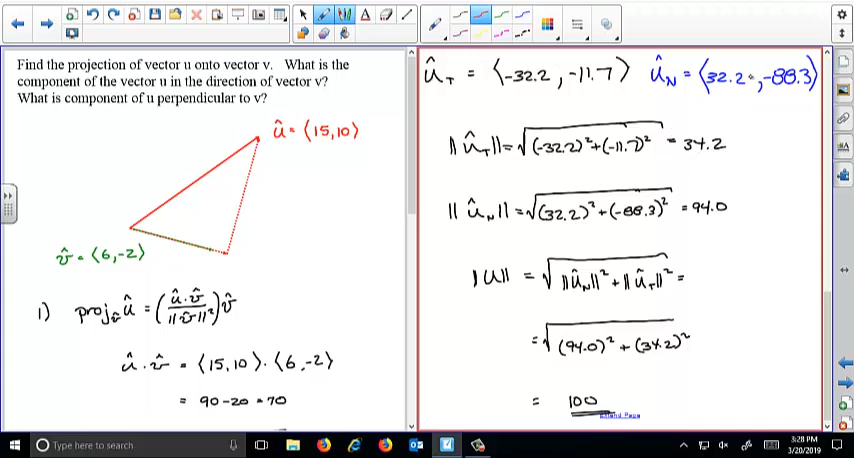 Find the projection of vector u onto vector v. What is the
component of the vector u in the direction of vector v?
What is component of u perpendicular to v?
û = ⟨15,10⟩
v̂ = ⟨6,-2⟩
1) proj_v̂ û = (û·v̂ / ||v̂||²) v̂
û·v̂ = ⟨15,10⟩·⟨6,-2⟩
= 90-20 = 70
û_T = ⟨-32.2, -11.7⟩ û_N = ⟨32.2, -88.3⟩
||û_T|| = √(-32.2)²+(-11.7)² = 34.2
||û_N|| = √(32.2)²+(-88.3)² = 94.0
||U|| = √||û_N||² + ||û_T||² =
= √(94.0)² + (34.2)²
= 100
Extend Page
Type here to search
3:28 PM
3/20/2019